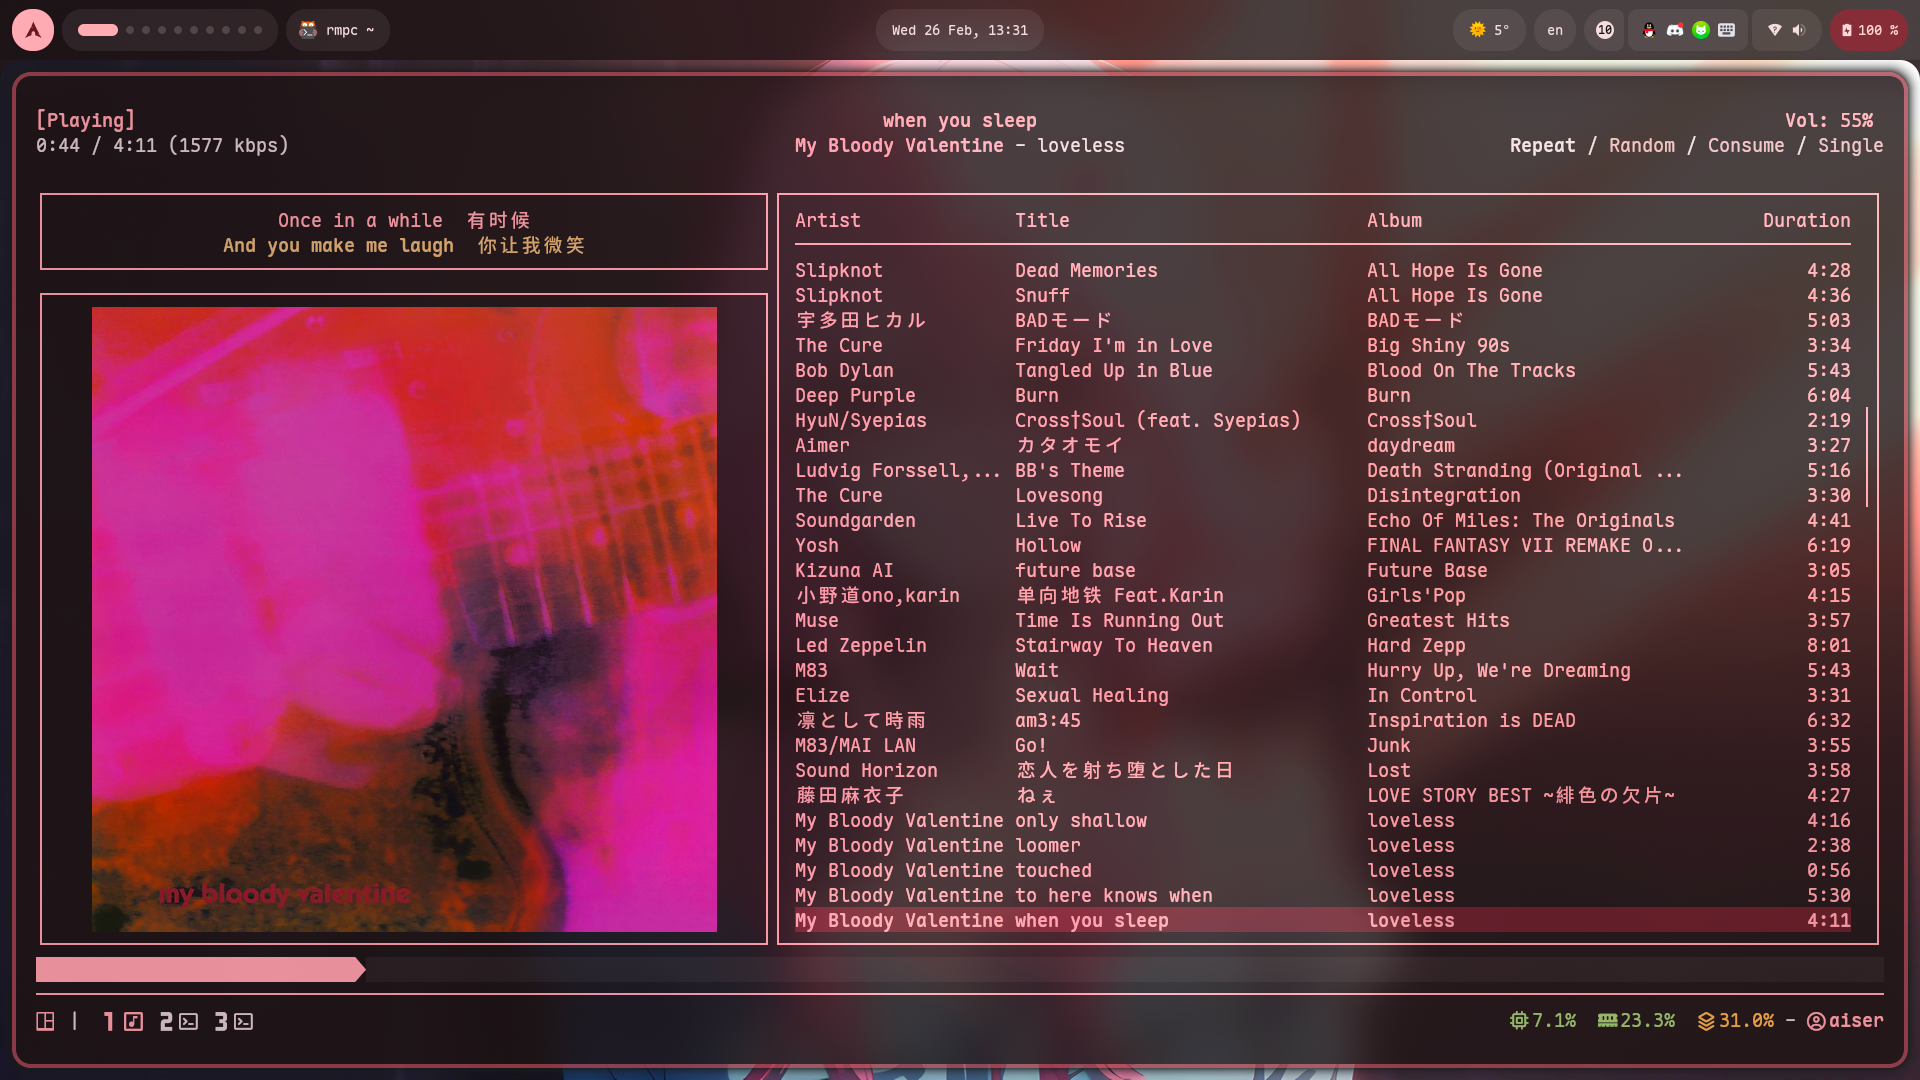 rmpc ~
Wed 26 Feb, 13:31
5°
en
10
100 %
[Playing]
when you sleep
Vol: 55%
0:44 / 4:11 (1577 kbps)
My Bloody Valentine - loveless
Repeat / Random / Consume / Single
Once in a while 有时候
And you make me laugh 你让我微笑
my bloody valentine
Artist Title Album Duration
Slipknot Dead Memories All Hope Is Gone 4:28
Slipknot Snuff All Hope Is Gone 4:36
宇多田ヒカル BADモード BADモード 5:03
The Cure Friday I'm in Love Big Shiny 90s 3:34
Bob Dylan Tangled Up in Blue Blood On The Tracks 5:43
Deep Purple Burn Burn 6:04
HyuN/Syepias Cross†Soul (feat. Syepias) Cross†Soul 2:19
Aimer カタオモイ daydream 3:27
Ludvig Forssell,... BB's Theme Death Stranding (Original ... 5:16
The Cure Lovesong Disintegration 3:30
Soundgarden Live To Rise Echo Of Miles: The Originals 4:41
Yosh Hollow FINAL FANTASY VII REMAKE O... 6:19
Kizuna AI future base Future Base 3:05
小野道ono,karin 单向地铁 Feat.Karin Girls'Pop 4:15
Muse Time Is Running Out Greatest Hits 3:57
Led Zeppelin Stairway To Heaven Hard Zepp 8:01
M83 Wait Hurry Up, We're Dreaming 5:43
Elize Sexual Healing In Control 3:31
凛として時雨 am3:45 Inspiration is DEAD 6:32
M83/MAI LAN Go! Junk 3:55
Sound Horizon 恋人を射ち堕とした日 Lost 3:58
藤田麻衣子 ねぇ LOVE STORY BEST ~緋色の欠片~ 4:27
My Bloody Valentine only shallow loveless 4:16
My Bloody Valentine loomer loveless 2:38
My Bloody Valentine touched loveless 0:56
My Bloody Valentine to here knows when loveless 5:30
My Bloody Valentine when you sleep loveless 4:11
| 1 2 3
7.1% 23.3% 31.0% - aiser